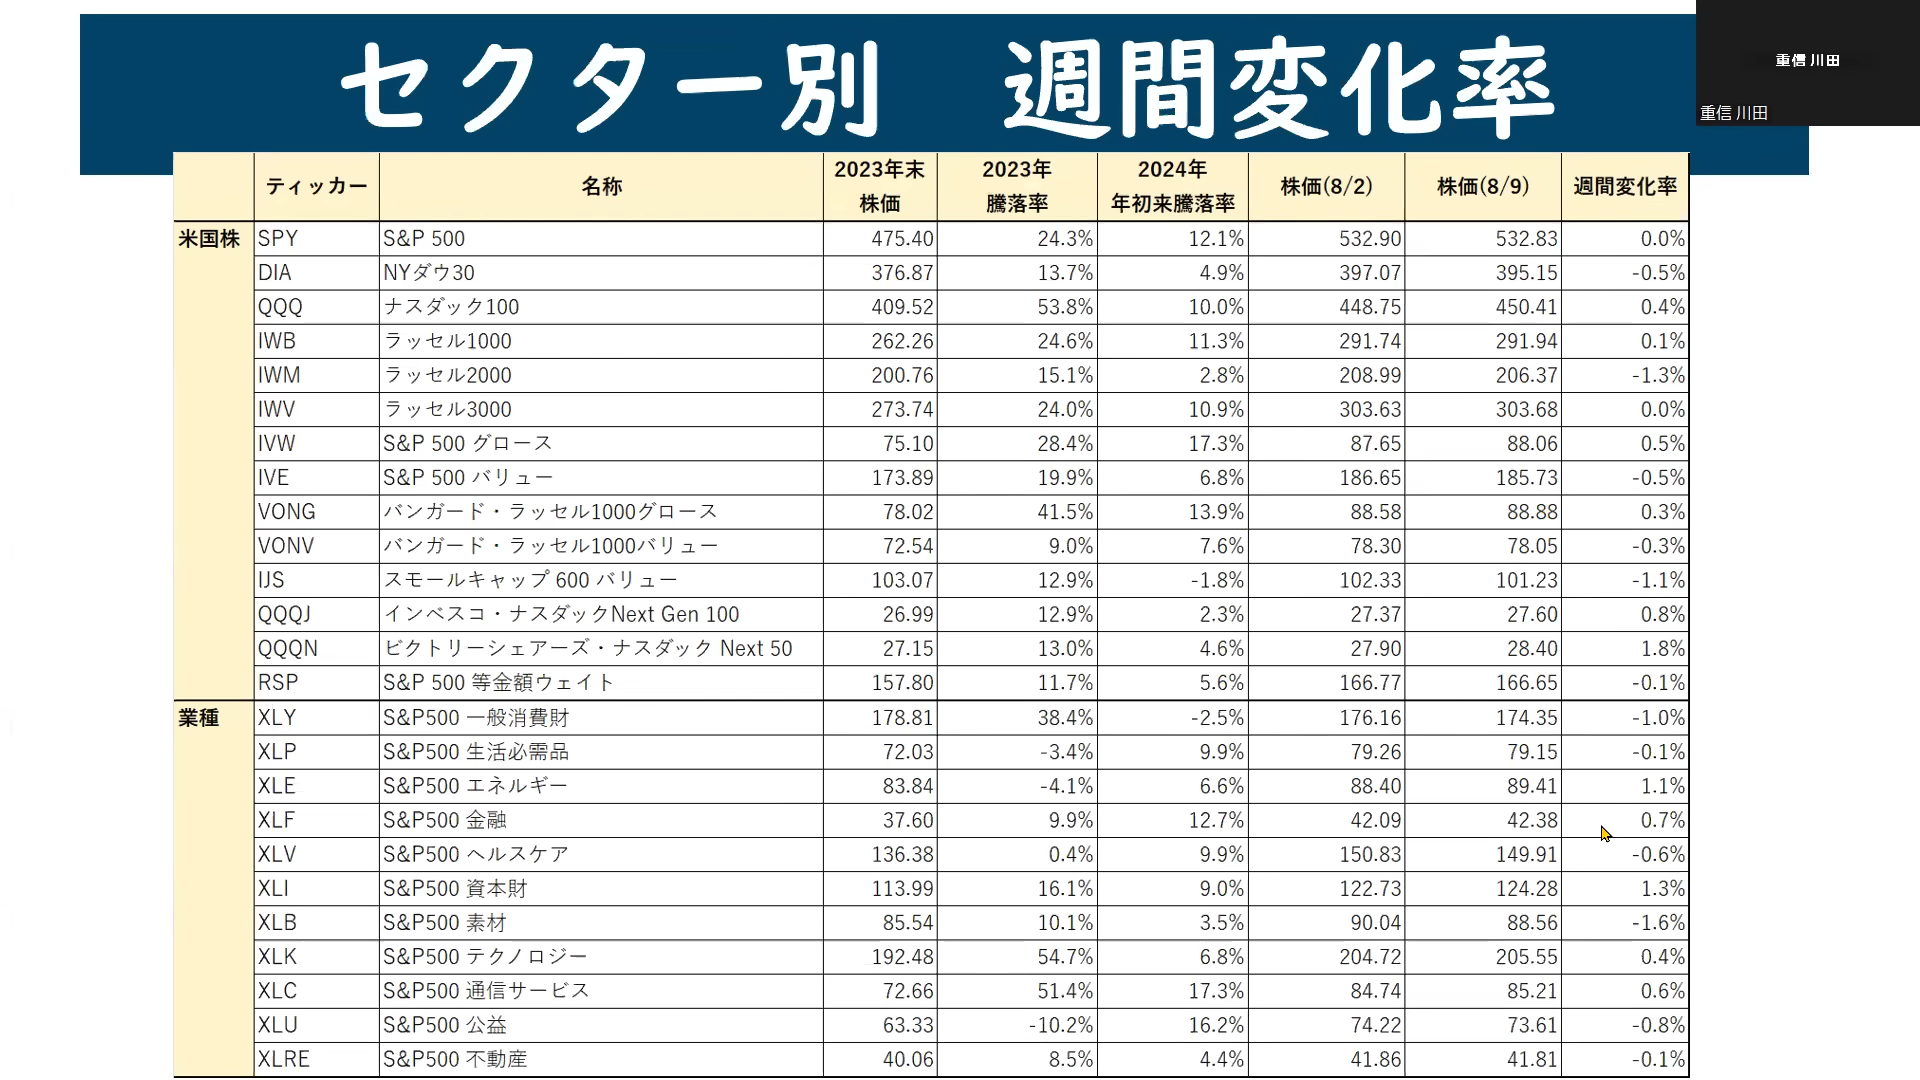 セクター別　週間変化率
重信 川田
重信 川田
ティッカー 名称 2023年末 株価 2023年 騰落率 2024年 年初来騰落率 株価(8/2) 株価(8/9) 週間変化率
米国株 SPY S&P 500 475.40 24.3% 12.1% 532.90 532.83 0.0%
DIA NYダウ30 376.87 13.7% 4.9% 397.07 395.15 -0.5%
QQQ ナスダック100 409.52 53.8% 10.0% 448.75 450.41 0.4%
IWB ラッセル1000 262.26 24.6% 11.3% 291.74 291.94 0.1%
IWM ラッセル2000 200.76 15.1% 2.8% 208.99 206.37 -1.3%
IWV ラッセル3000 273.74 24.0% 10.9% 303.63 303.68 0.0%
IVW S&P 500 グロース 75.10 28.4% 17.3% 87.65 88.06 0.5%
IVE S&P 500 バリュー 173.89 19.9% 6.8% 186.65 185.73 -0.5%
VONG バンガード・ラッセル1000グロース 78.02 41.5% 13.9% 88.58 88.88 0.3%
VONV バンガード・ラッセル1000バリュー 72.54 9.0% 7.6% 78.30 78.05 -0.3%
IJS スモールキャップ 600 バリュー 103.07 12.9% -1.8% 102.33 101.23 -1.1%
QQQJ インベスコ・ナスダックNext Gen 100 26.99 12.9% 2.3% 27.37 27.60 0.8%
QQQN ビクトリーシェアーズ・ナスダック Next 50 27.15 13.0% 4.6% 27.90 28.40 1.8%
RSP S&P 500 等金額ウェイト 157.80 11.7% 5.6% 166.77 166.65 -0.1%
業種 XLY S&P500 一般消費財 178.81 38.4% -2.5% 176.16 174.35 -1.0%
XLP S&P500 生活必需品 72.03 -3.4% 9.9% 79.26 79.15 -0.1%
XLE S&P500 エネルギー 83.84 -4.1% 6.6% 88.40 89.41 1.1%
XLF S&P500 金融 37.60 9.9% 12.7% 42.09 42.38 0.7%
XLV S&P500 ヘルスケア 136.38 0.4% 9.9% 150.83 149.91 -0.6%
XLI S&P500 資本財 113.99 16.1% 9.0% 122.73 124.28 1.3%
XLB S&P500 素材 85.54 10.1% 3.5% 90.04 88.56 -1.6%
XLK S&P500 テクノロジー 192.48 54.7% 6.8% 204.72 205.55 0.4%
XLC S&P500 通信サービス 72.66 51.4% 17.3% 84.74 85.21 0.6%
XLU S&P500 公益 63.33 -10.2% 16.2% 74.22 73.61 -0.8%
XLRE S&P500 不動産 40.06 8.5% 4.4% 41.86 41.81 -0.1%